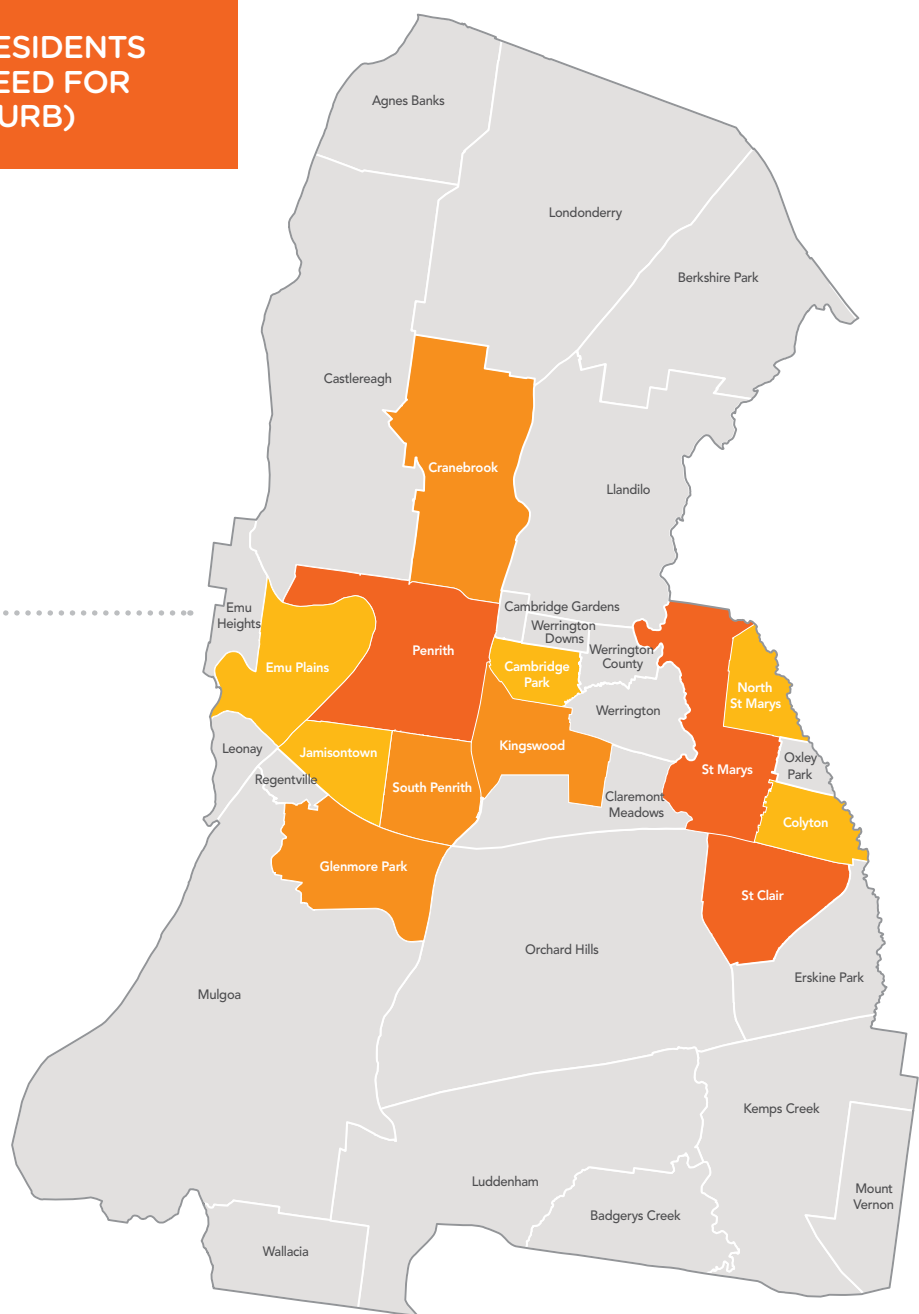 ESIDENTS
EED FOR
URB)
Agnes Banks
Londonderry
Berkshire Park
Castlereagh
Cranebrook
Llandilo
Emu
Heights
Cambridge Gardens
Werrington
Downs
Werrington
County
Penrith
Emu Plains
Cambridge
Park
North
St Marys
Werrington
Leonay
Jamisontown
Kingswood
Oxley
Park
St Marys
Regentville
South Penrith
Claremont
Meadows
Colyton
Glenmore Park
St Clair
Orchard Hills
Erskine Park
Mulgoa
Kemps Creek
Luddenham
Mount
Vernon
Badgerys Creek
Wallacia